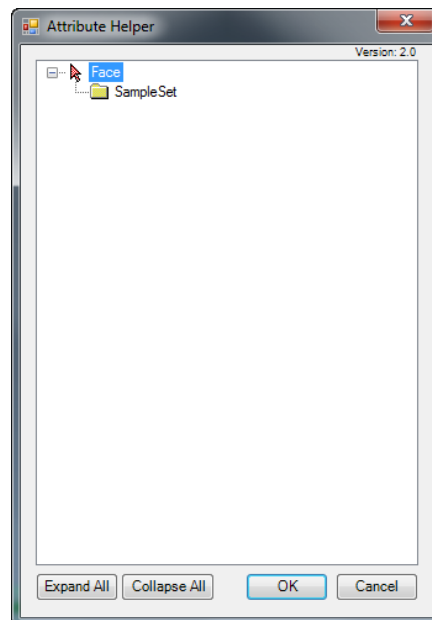 Attribute Helper
Version: 2.0
Face
SampleSet
Expand All Collapse All OK Cancel